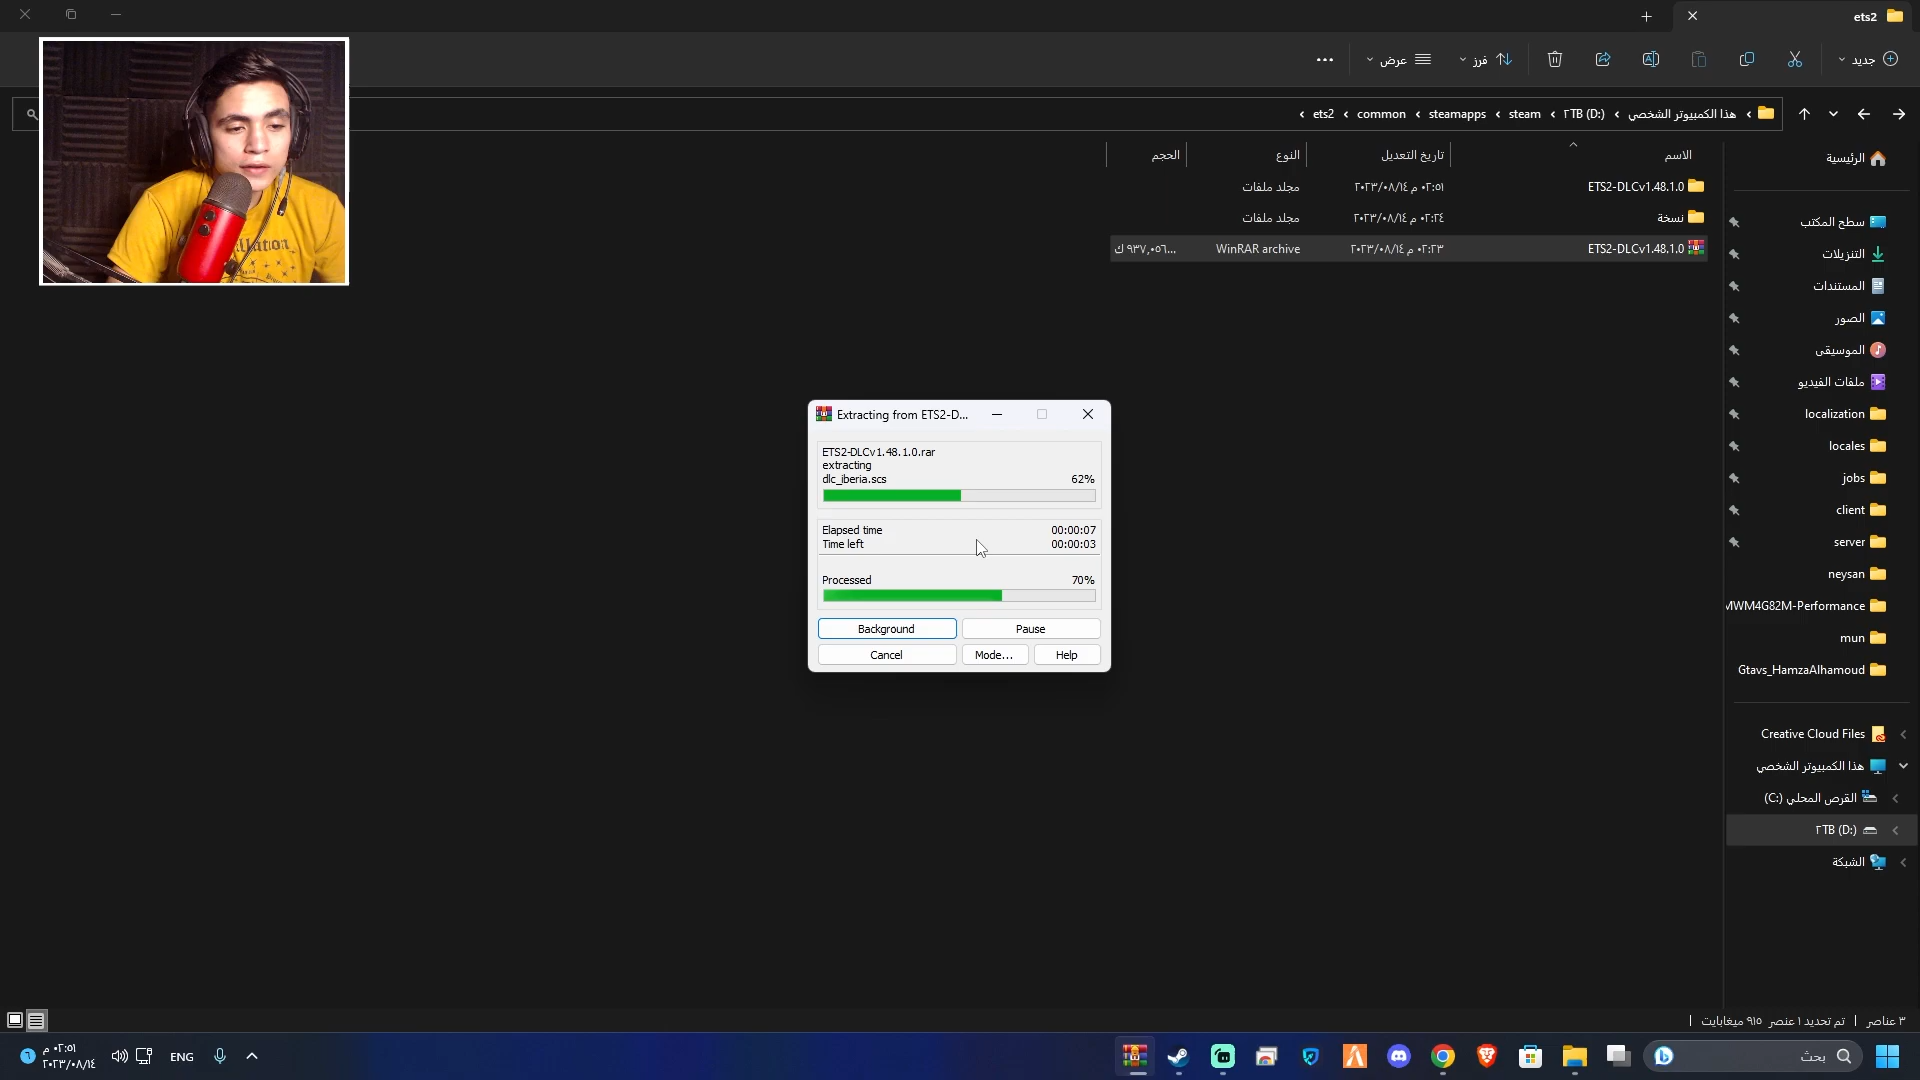 ets2
جديد
فرز
عرض
هذا الكمبيوتر الشخصي › ٢TB (D:) › steam › steamapps › common › ets2 ›
الاسم
تاريخ التعديل
النوع
الحجم
ETS2-DLCv1.48.1.0 ٢٠٢٣/٠٨/١٤ ٠٢:٥١ م مجلد ملفات
نسخة ٢٠٢٣/٠٨/١٤ ٠٢:٢٤ م مجلد ملفات
ETS2-DLCv1.48.1.0 ٢٠٢٣/٠٨/١٤ ٠٢:٢٣ م WinRAR archive ٩٣٧,٠٥٦... ك
الرئيسية
سطح المكتب
التنزيلات
المستندات
الصور
الموسيقى
ملفات الفيديو
localization
locales
jobs
client
server
neysan
MWM4G82M-Performance
mun
Gtavs_HamzaAlhamoud
Creative Cloud Files
هذا الكمبيوتر الشخصي
القرص المحلي (C:)
٢TB (D:)
الشبكة
Extracting from ETS2-D...
ETS2-DLCv1.48.1.0.rar
extracting
dlc_iberia.scs 62%
Elapsed time 00:00:07
Time left 00:00:03
Processed 70%
Background Pause
Cancel Mode... Help
٣ عناصر | تم تحديد ١ عنصر ٩١٥ ميغابايت |
بحث
ENG
٠٢:٥١ م
٢٠٢٣/٠٨/١٤
٦